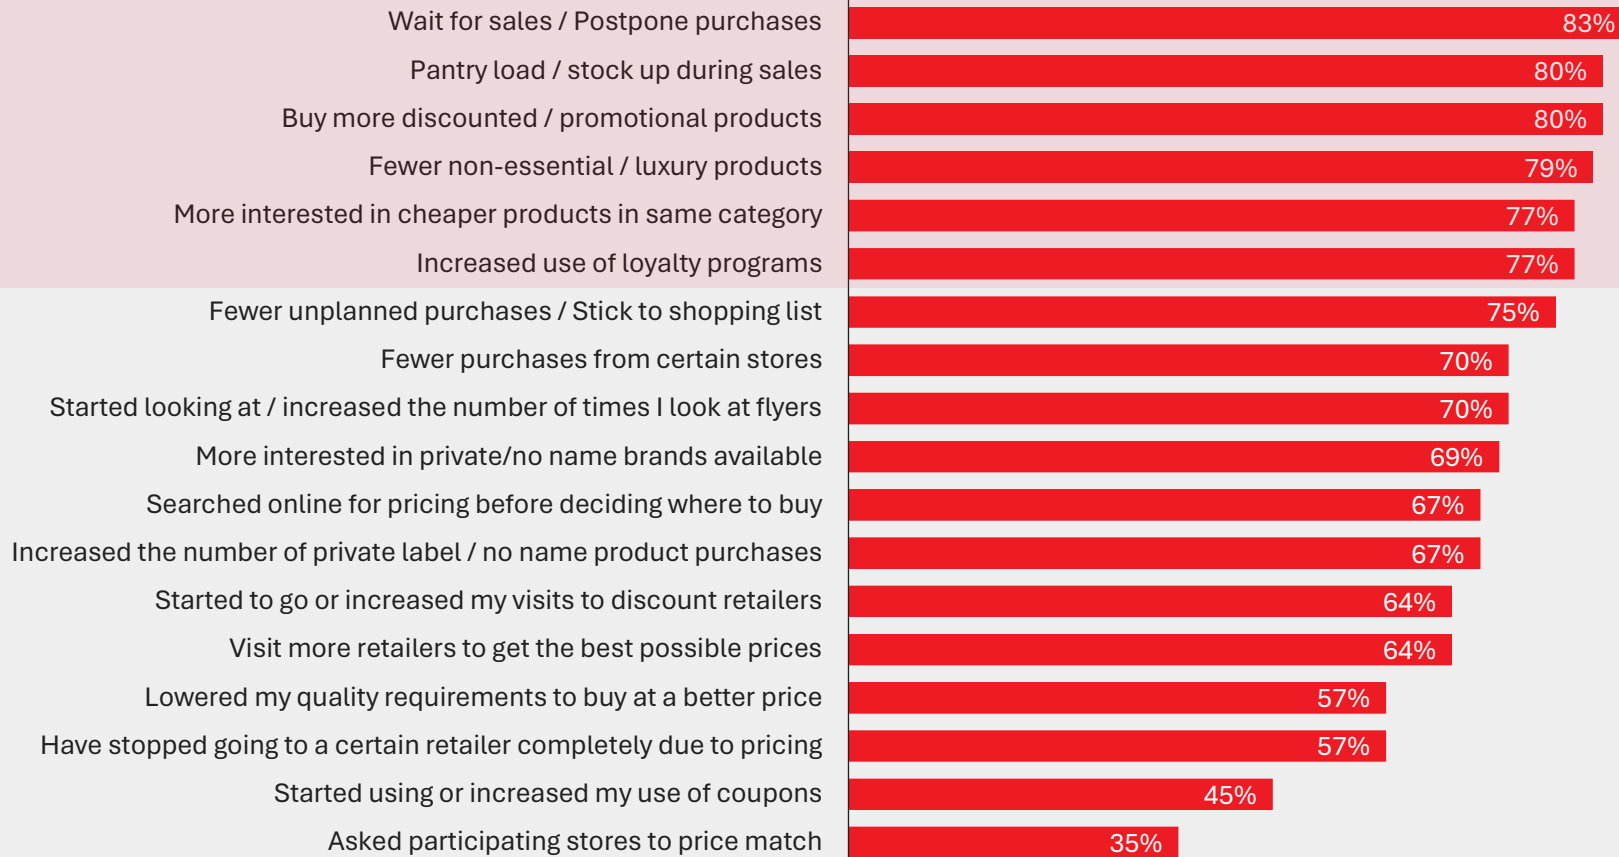 Wait for sales / Postpone purchases 83%
Pantry load / stock up during sales 80%
Buy more discounted / promotional products 80%
Fewer non-essential / luxury products 79%
More interested in cheaper products in same category 77%
Increased use of loyalty programs 77%
Fewer unplanned purchases / Stick to shopping list 75%
Fewer purchases from certain stores 70%
Started looking at / increased the number of times I look at flyers 70%
More interested in private/no name brands available 69%
Searched online for pricing before deciding where to buy 67%
Increased the number of private label / no name product purchases 67%
Started to go or increased my visits to discount retailers 64%
Visit more retailers to get the best possible prices 64%
Lowered my quality requirements to buy at a better price 57%
Have stopped going to a certain retailer completely due to pricing 57%
Started using or increased my use of coupons 45%
Asked participating stores to price match 35%